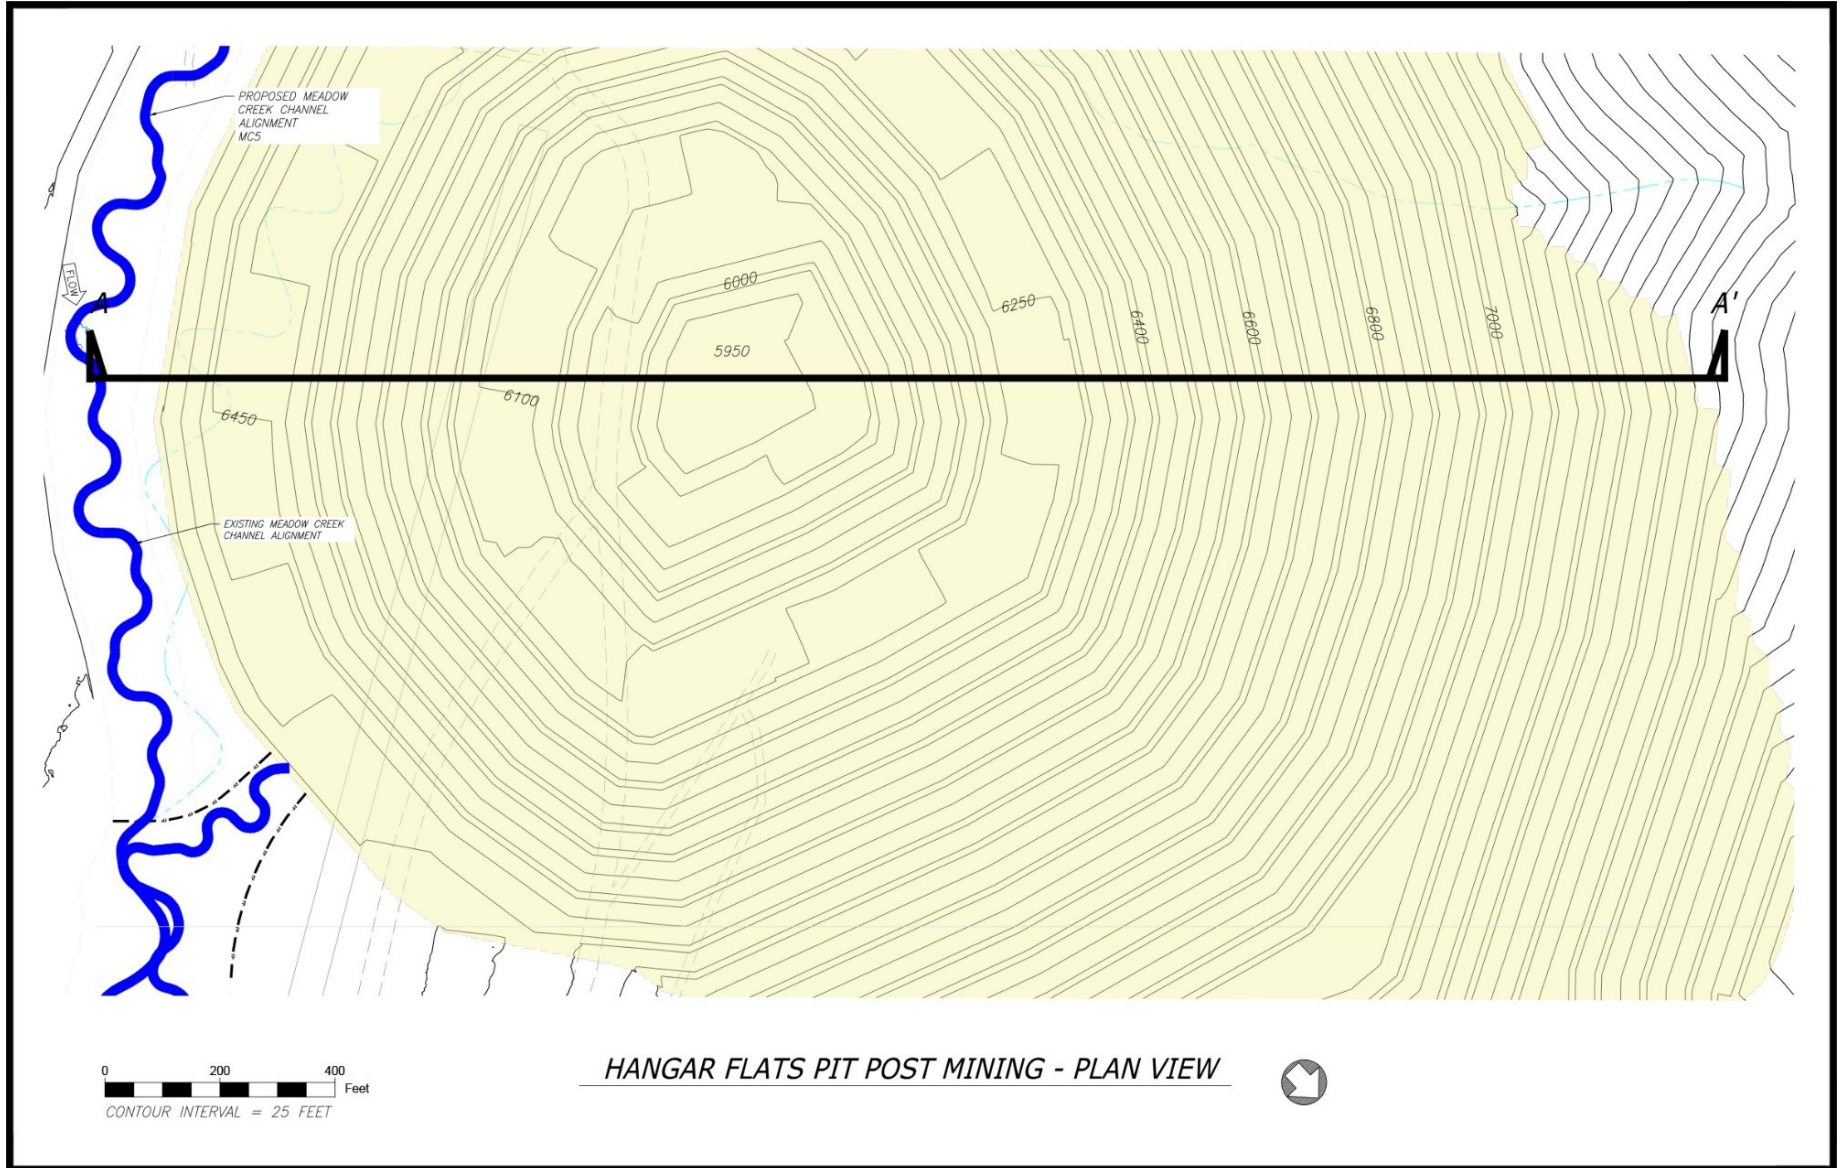 PROPOSED MEADOW
CREEK CHANNEL
ALIGNMENT
MC5
FLOW
A
A'
6000
6250
6400
6600
6800
7000
5950
6100
6450
EXISTING MEADOW CREEK
CHANNEL ALIGNMENT
0 200 400
Feet
CONTOUR INTERVAL = 25 FEET
HANGAR FLATS PIT POST MINING - PLAN VIEW